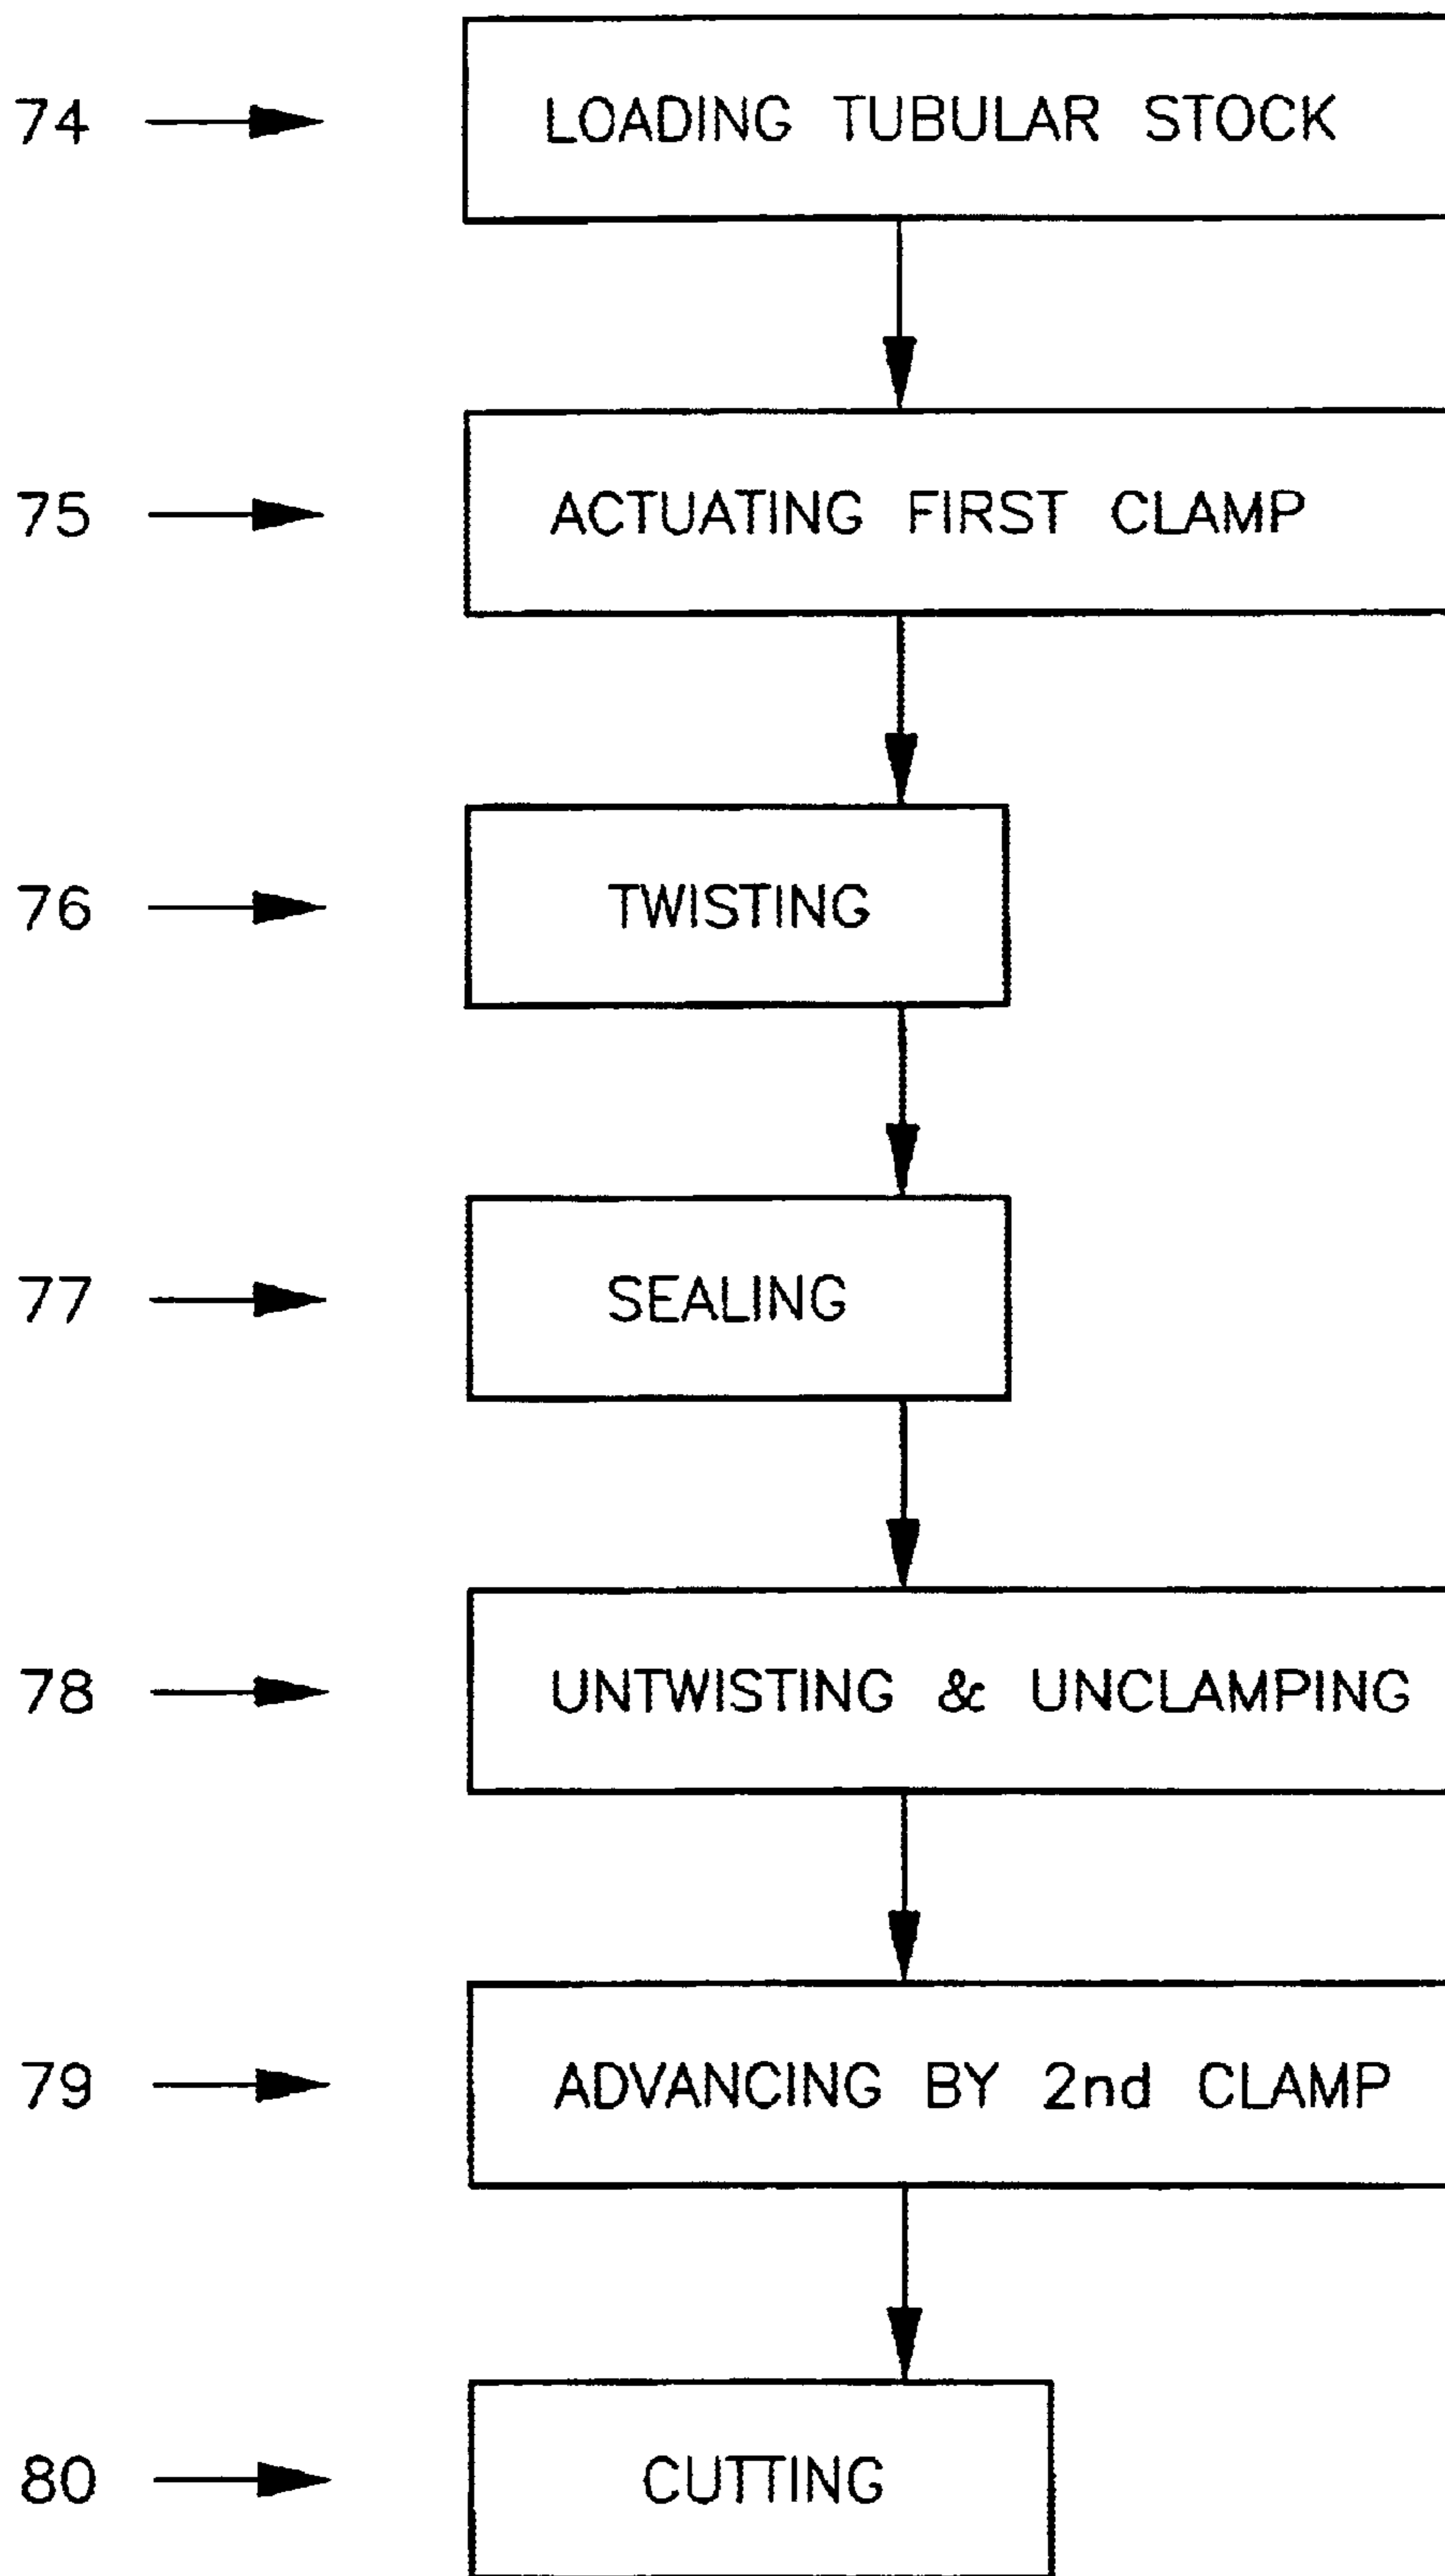 74 LOADING TUBULAR STOCK
75 ACTUATING FIRST CLAMP
76 TWISTING
77 SEALING
78 UNTWISTING & UNCLAMPING
79 ADVANCING BY 2nd CLAMP
80 CUTTING